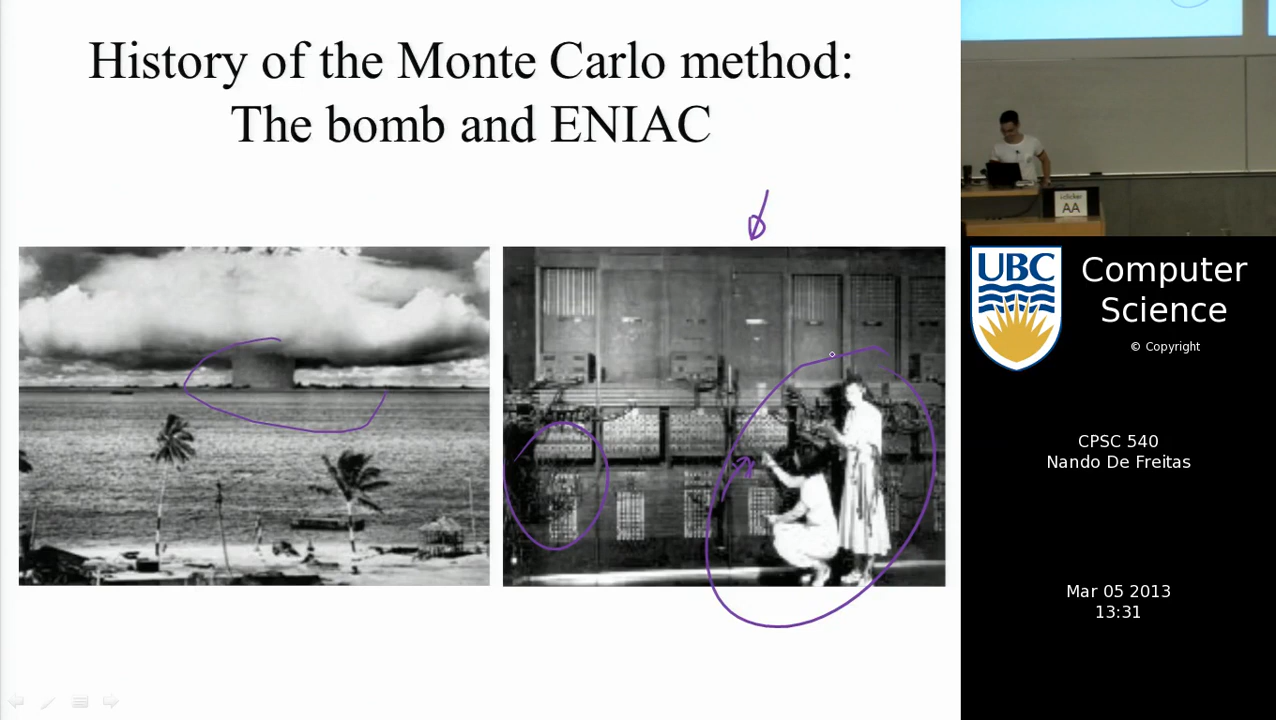 History of the Monte Carlo method:
The bomb and ENIAC
AA
UBC
Computer
Science
© Copyright
CPSC 540
Nando De Freitas
Mar 05 2013
13:31